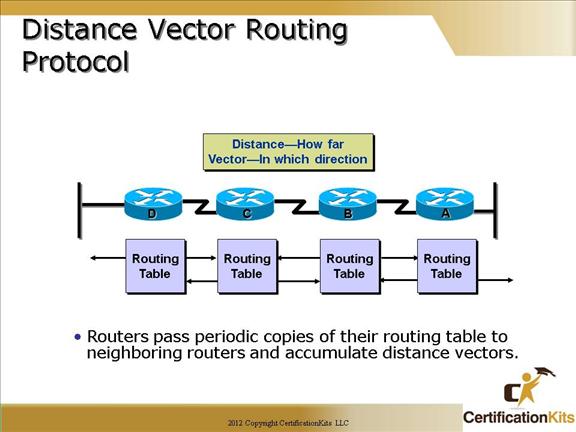 Distance Vector Routing
Protocol
Distance—How far
Vector—In which direction
D C B A
Routing Routing Routing Routing
Table Table Table Table
• Routers pass periodic copies of their routing table to
neighboring routers and accumulate distance vectors.
CK
CertificationKits
2012 Copyright CertificationKits LLC